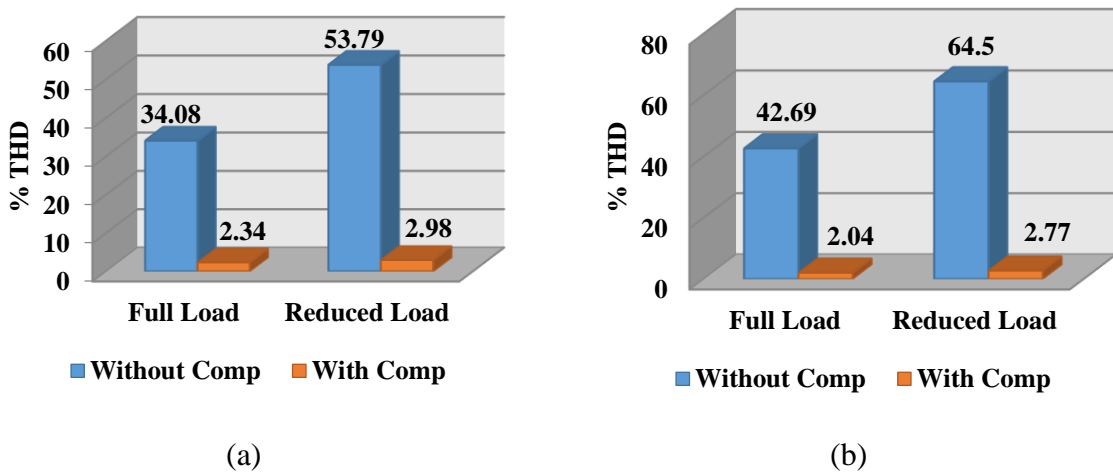 60
50
40
30
20
10
0
% THD
34.08
53.79
2.34
2.98
Full Load Reduced Load
Without Comp With Comp
(a)
80
60
40
20
0
% THD
42.69
64.5
2.04
2.77
Full Load Reduced Load
Without Comp With Comp
(b)